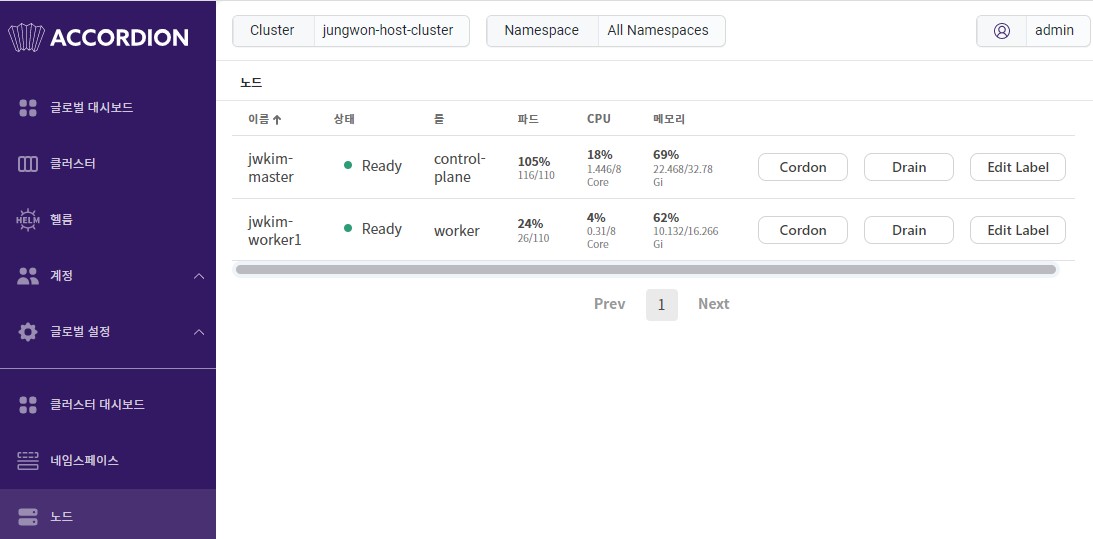 ACCORDION
Cluster jungwon-host-cluster Namespace All Namespaces admin
글로벌 대시보드
클러스터
HELM 헬름
계정
글로벌 설정
클러스터 대시보드
네임스페이스
노드
노드
이름 상태 롤 파드 CPU 메모리
jwkim-
master
Ready
control-
plane
105%
116/110
18%
1.446/8
Core
69%
22.468/32.78
Gi
Cordon Drain Edit Label
jwkim-
worker1
Ready
worker
24%
26/110
4%
0.31/8
Core
62%
10.132/16.266
Gi
Cordon Drain Edit Label
Prev 1 Next